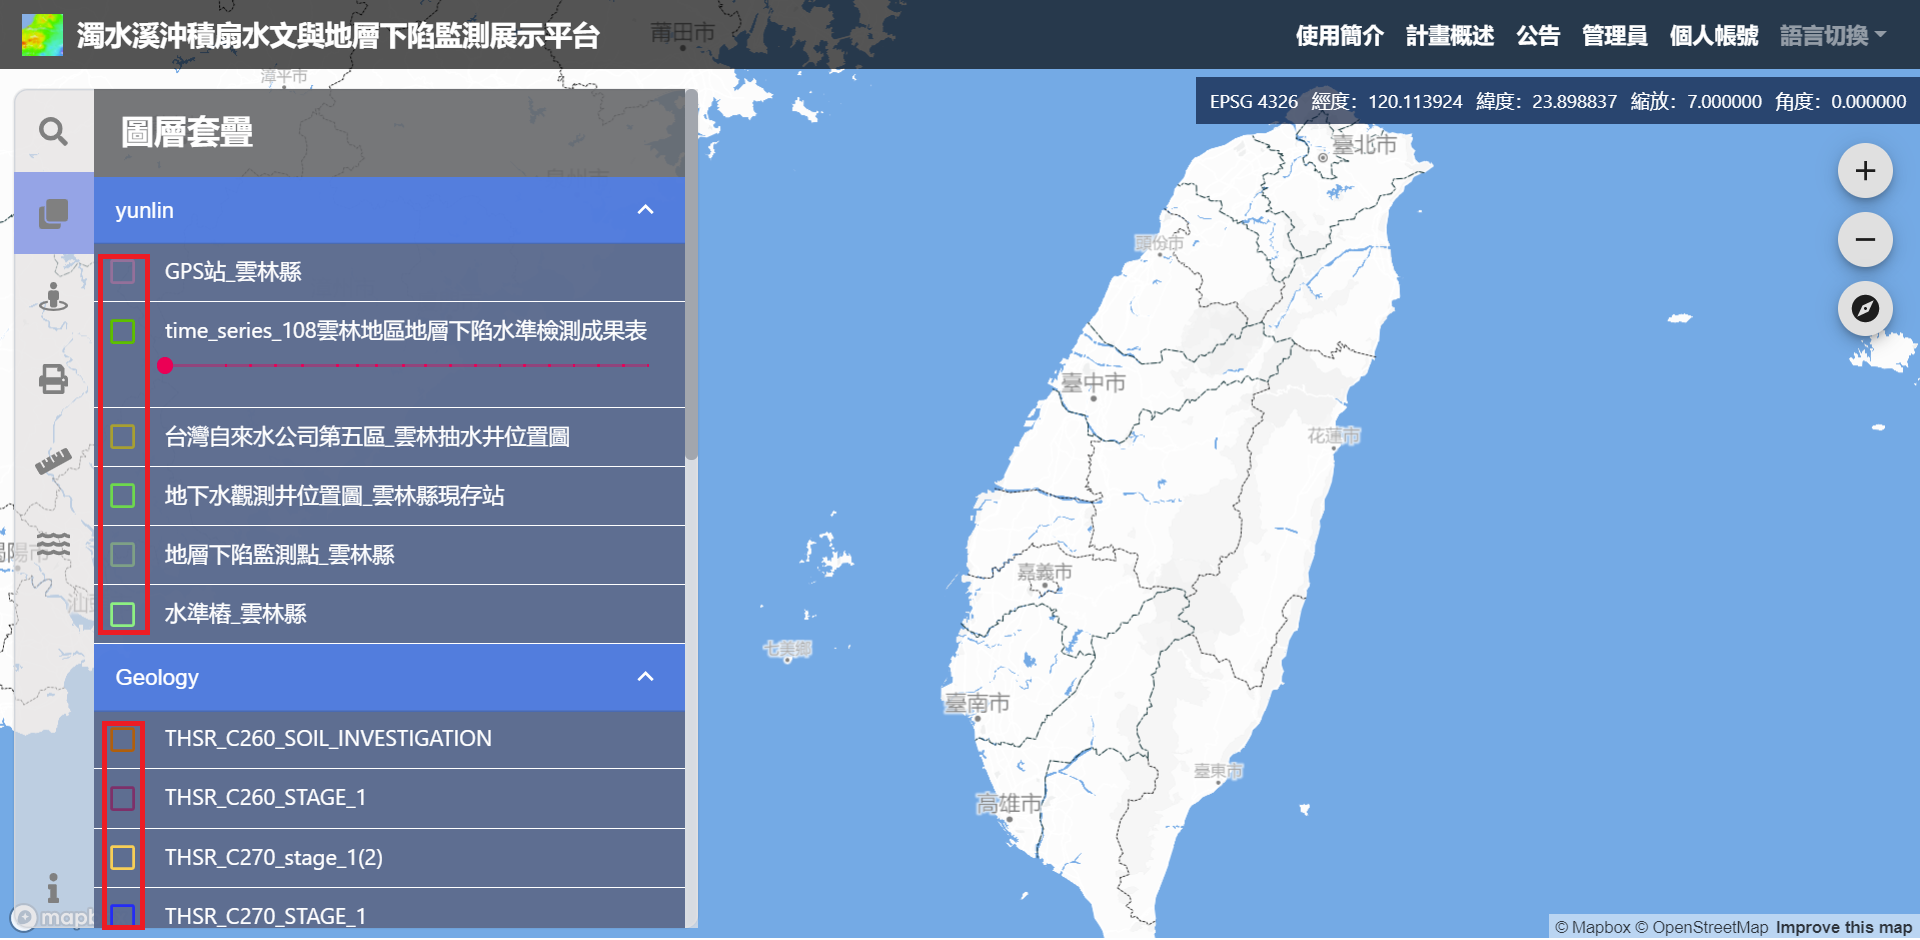 濁水溪沖積扇水文與地層下陷監測展示平台
使用簡介 計畫概述 公告 管理員 個人帳號 語言切換
EPSG 4326 經度：120.113924 緯度：23.898837 縮放：7.000000 角度：0.000000
圖層套疊
yunlin
GPS站_雲林縣
time_series_108雲林地區地層下陷水準檢測成果表
台灣自來水公司第五區_雲林抽水井位置圖
地下水觀測井位置圖_雲林縣現存站
地層下陷監測點_雲林縣
水準樁_雲林縣
Geology
THSR_C260_SOIL_INVESTIGATION
THSR_C260_STAGE_1
THSR_C270_stage_1(2)
THSR_C270_STAGE_1
莆田市
漳平市
臺北市
頭份市
臺中市
花蓮市
嘉義市
七美鄉
臺南市
臺東市
高雄市
© Mapbox © OpenStreetMap Improve this map